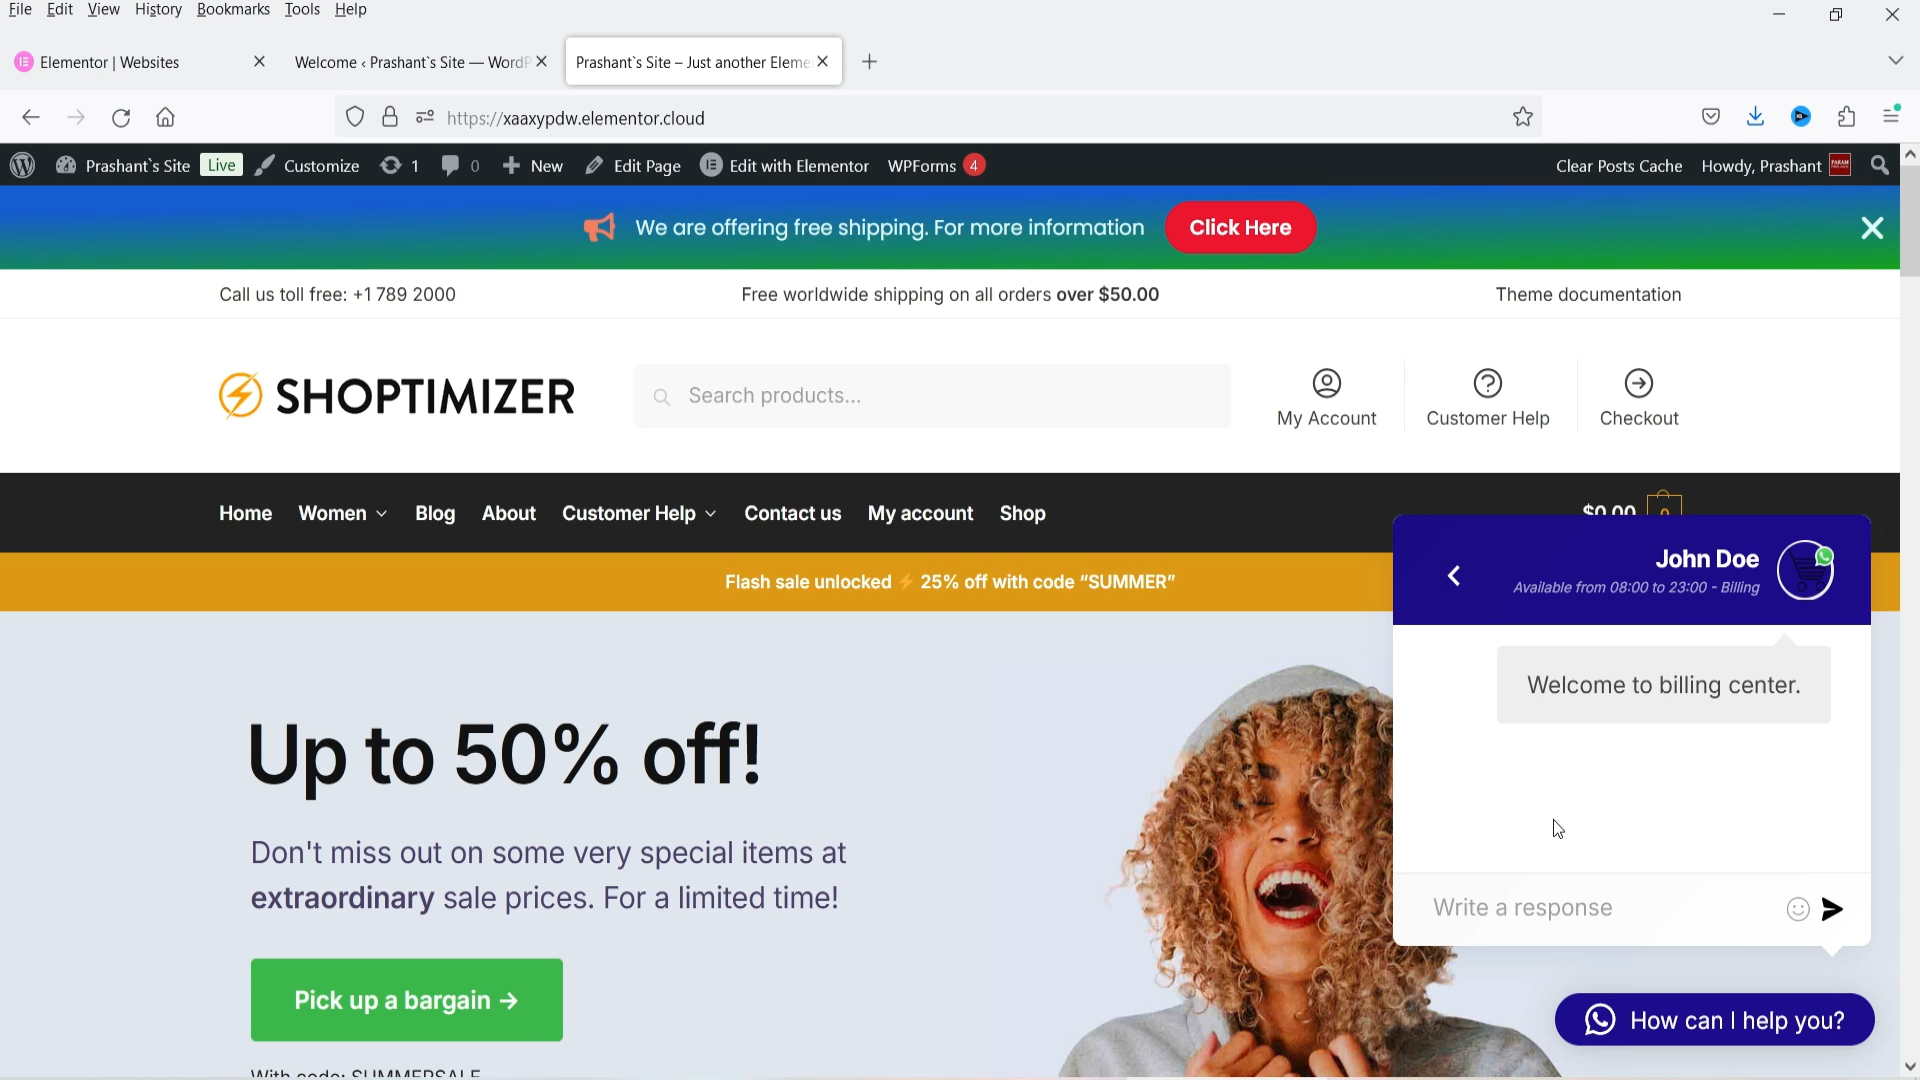 File Edit View History Bookmarks Tools Help
Elementor | Websites
Welcome ‹ Prashant`s Site — WordP
Prashant`s Site – Just another Eleme
https://xaaxypdw.elementor.cloud
Prashant`s Site Live Customize 1 0 New Edit Page Edit with Elementor WPForms 4 Clear Posts Cache Howdy, Prashant
We are offering free shipping. For more information Click Here
Call us toll free: +1 789 2000 Free worldwide shipping on all orders over $50.00 Theme documentation
SHOPTIMIZER
Search products...
My Account Customer Help Checkout
Home Women Blog About Customer Help Contact us My account Shop $0.00 0
Flash sale unlocked ⚡ 25% off with code “SUMMER”
John Doe
Available from 08:00 to 23:00 - Billing
Welcome to billing center.
Write a response
How can I help you?
Up to 50% off!
Don't miss out on some very special items at
extraordinary sale prices. For a limited time!
Pick up a bargain →
With code: SUMMERSALE